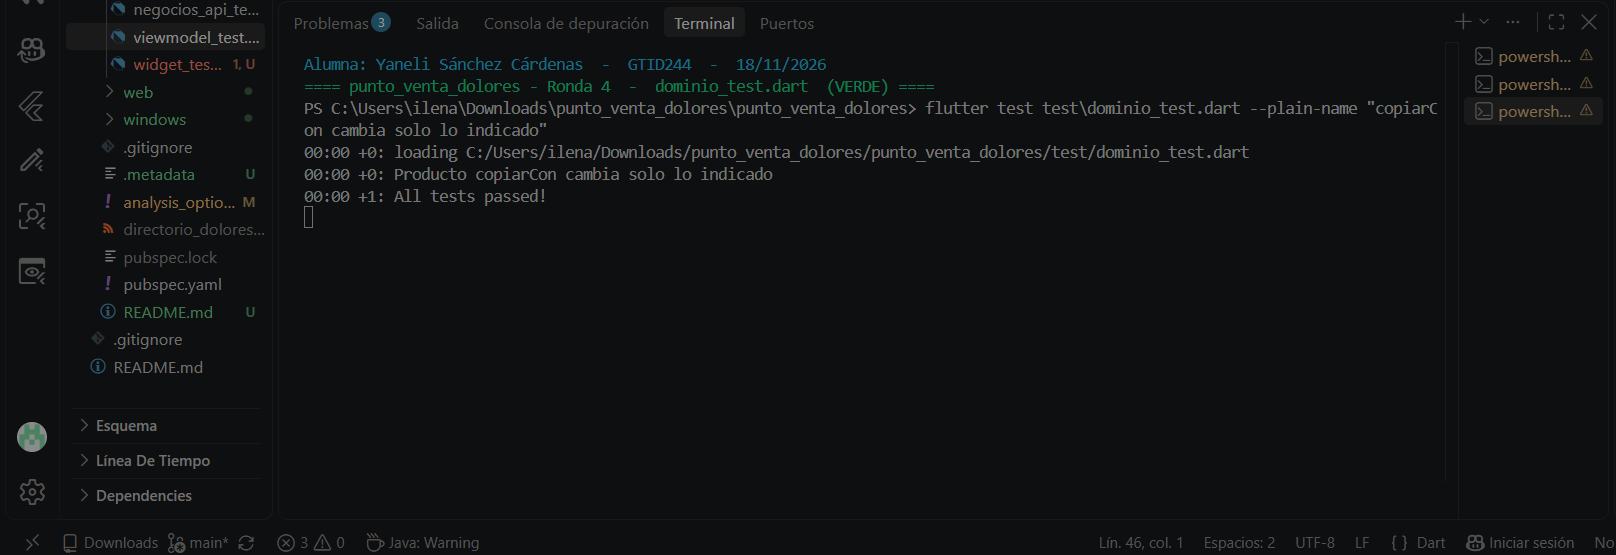 negocios_api_te...
viewmodel_test....
widget_tes... 1, U
web
windows
.gitignore
.metadata U
analysis_optio... M
directorio_dolores...
pubspec.lock
pubspec.yaml
README.md U
.gitignore
README.md
Esquema
Línea De Tiempo
Dependencies
Problemas 3 Salida Consola de depuración Terminal Puertos
Alumna: Yaneli Sánchez Cárdenas - GTID244 - 18/11/2026
==== punto_venta_dolores - Ronda 4 - dominio_test.dart (VERDE) ====
PS C:\Users\ilena\Downloads\punto_venta_dolores\punto_venta_dolores> flutter test test\dominio_test.dart --plain-name "copiarC
on cambia solo lo indicado"
00:00 +0: loading C:/Users/ilena/Downloads/punto_venta_dolores/punto_venta_dolores/test/dominio_test.dart
00:00 +0: Producto copiarCon cambia solo lo indicado
00:00 +1: All tests passed!
powersh...
powersh...
powersh...
Downloads main* 3 0 Java: Warning Lín. 46, col. 1 Espacios: 2 UTF-8 LF { } Dart Iniciar sesión No